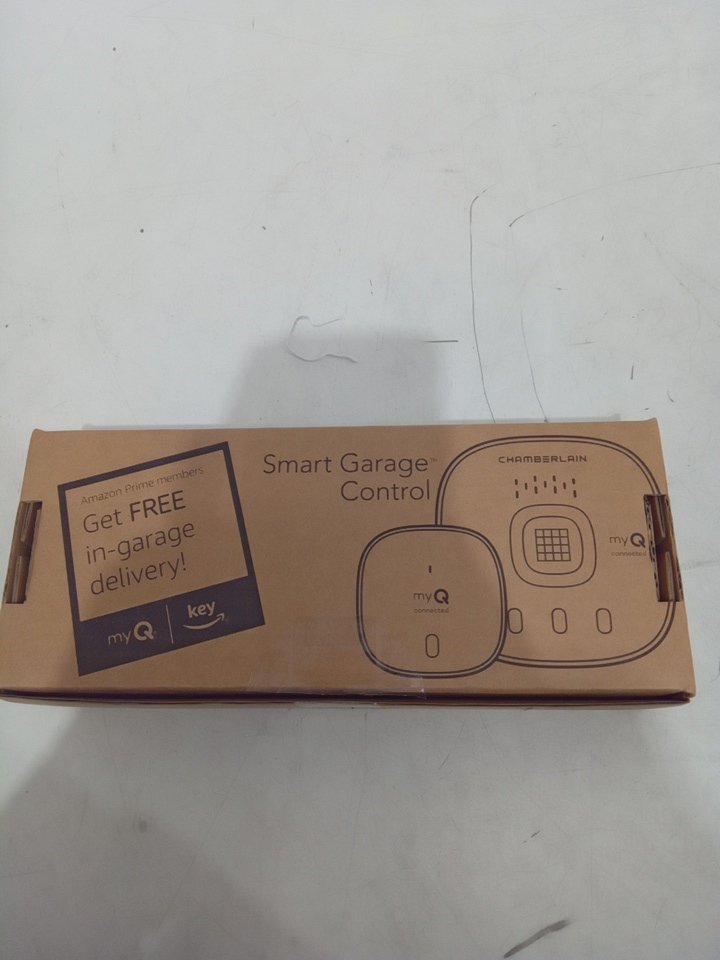 Amazon Prime members
Get FREE
in-garage
delivery!
myQ
key
Smart Garage™
Control
CHAMBERLAIN
myQ
connected
myQ
connected